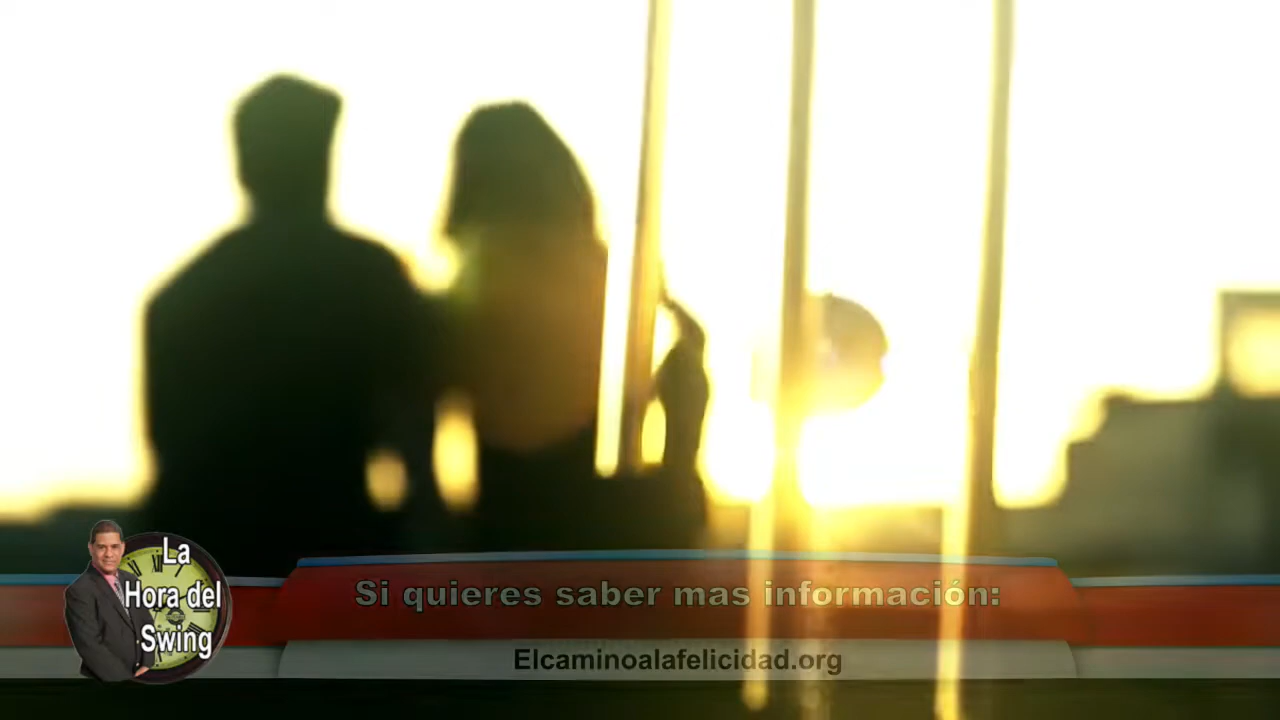 La
Hora del
Swing
Si quieres saber mas información:
Elcaminoalafelicidad.org